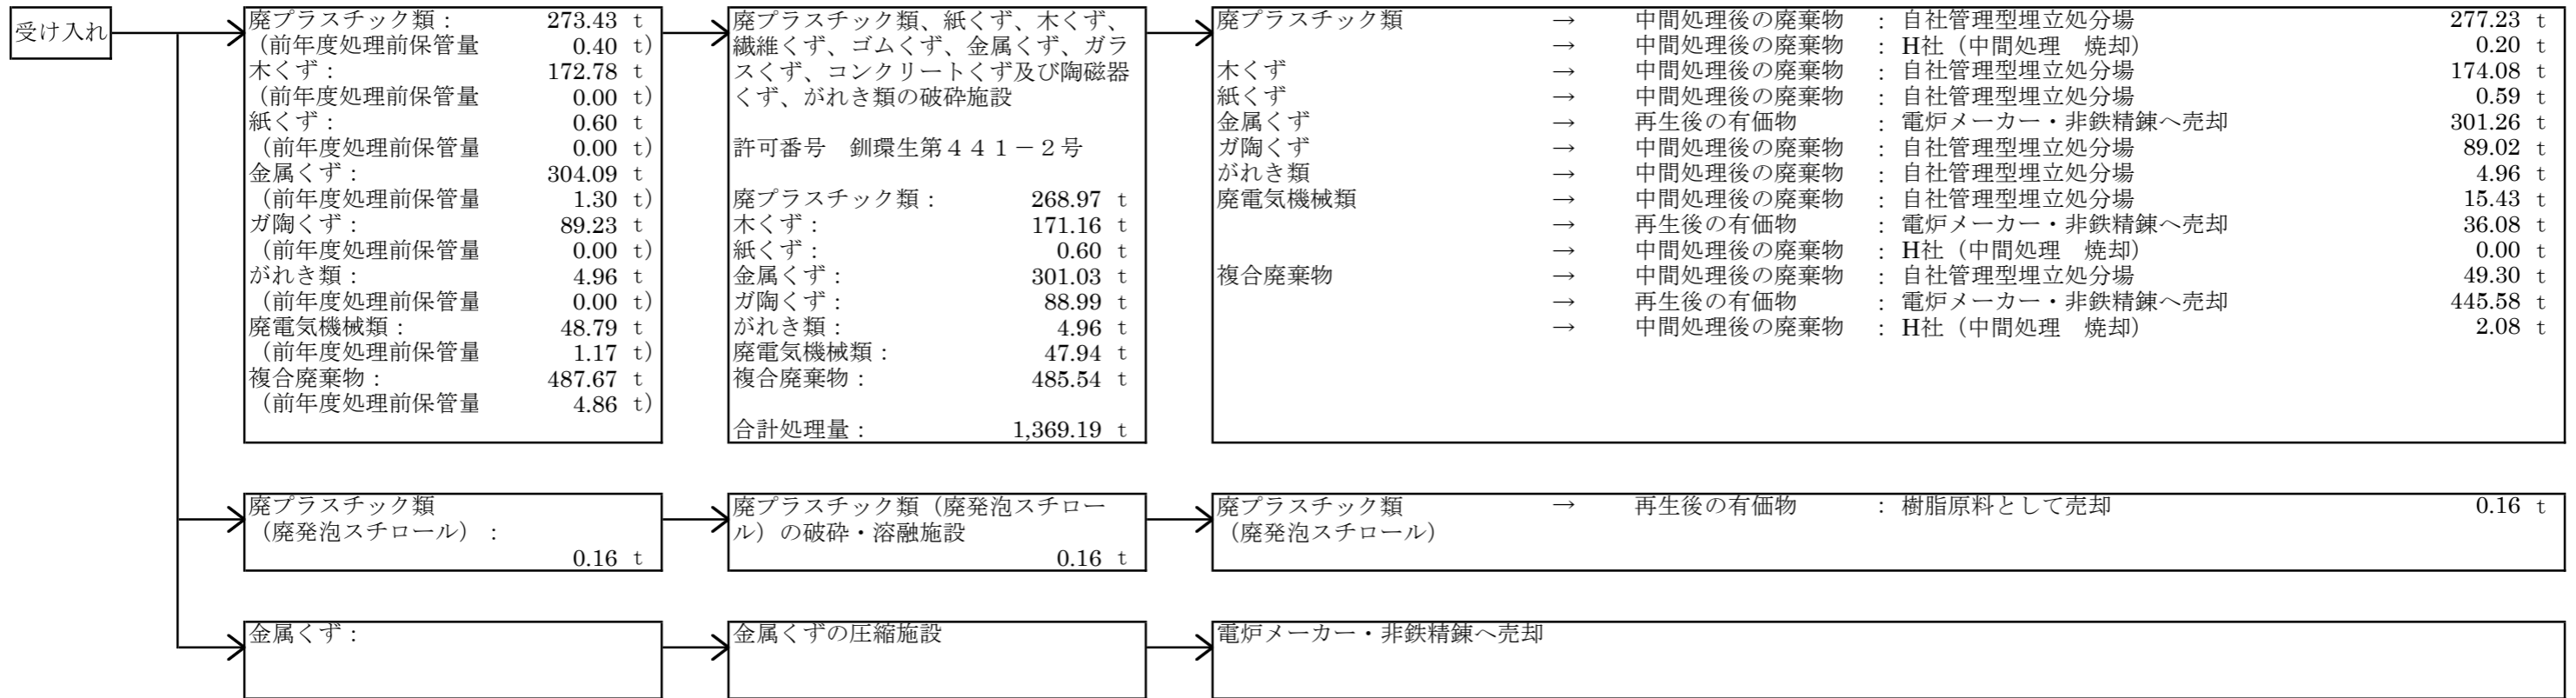 受け入れ
廃プラスチック類： 273.43 t
（前年度処理前保管量 0.40 t）
木くず： 172.78 t
（前年度処理前保管量 0.00 t）
紙くず： 0.60 t
（前年度処理前保管量 0.00 t）
金属くず： 304.09 t
（前年度処理前保管量 1.30 t）
ガ陶くず： 89.23 t
（前年度処理前保管量 0.00 t）
がれき類： 4.96 t
（前年度処理前保管量 0.00 t）
廃電気機械類： 48.79 t
（前年度処理前保管量 1.17 t）
複合廃棄物： 487.67 t
（前年度処理前保管量 4.86 t）
廃プラスチック類、紙くず、木くず、
繊維くず、ゴムくず、金属くず、ガラ
スくず、コンクリートくず及び陶磁器
くず、がれき類の破砕施設
許可番号　釧環生第４４１－２号
廃プラスチック類： 268.97 t
木くず： 171.16 t
紙くず： 0.60 t
金属くず： 301.03 t
ガ陶くず： 88.99 t
がれき類： 4.96 t
廃電気機械類： 47.94 t
複合廃棄物： 485.54 t
合計処理量： 1,369.19 t
廃プラスチック類 → 中間処理後の廃棄物 ： 自社管理型埋立処分場 277.23 t
→ 中間処理後の廃棄物 ： H社（中間処理　焼却） 0.20 t
木くず → 中間処理後の廃棄物 ： 自社管理型埋立処分場 174.08 t
紙くず → 中間処理後の廃棄物 ： 自社管理型埋立処分場 0.59 t
金属くず → 再生後の有価物 ： 電炉メーカー・非鉄精錬へ売却 301.26 t
ガ陶くず → 中間処理後の廃棄物 ： 自社管理型埋立処分場 89.02 t
がれき類 → 中間処理後の廃棄物 ： 自社管理型埋立処分場 4.96 t
廃電気機械類 → 中間処理後の廃棄物 ： 自社管理型埋立処分場 15.43 t
→ 再生後の有価物 ： 電炉メーカー・非鉄精錬へ売却 36.08 t
→ 中間処理後の廃棄物 ： H社（中間処理　焼却） 0.00 t
複合廃棄物 → 中間処理後の廃棄物 ： 自社管理型埋立処分場 49.30 t
→ 再生後の有価物 ： 電炉メーカー・非鉄精錬へ売却 445.58 t
→ 中間処理後の廃棄物 ： H社（中間処理　焼却） 2.08 t
廃プラスチック類
（廃発泡スチロール）：
0.16 t
廃プラスチック類（廃発泡スチロー
ル）の破砕・溶融施設
0.16 t
廃プラスチック類 → 再生後の有価物 ： 樹脂原料として売却 0.16 t
（廃発泡スチロール）
金属くず：
金属くずの圧縮施設
電炉メーカー・非鉄精錬へ売却